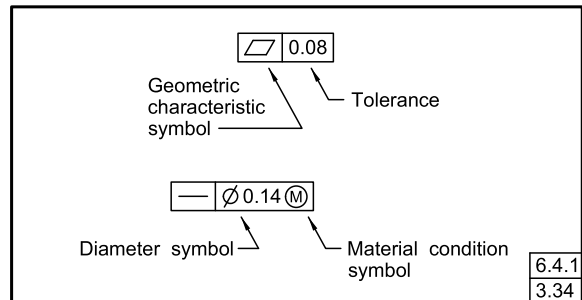 0.08
Geometric
characteristic
symbol
Tolerance
⌀ 0.14 Ⓜ
Diameter symbol
Material condition
symbol
6.4.1
3.34